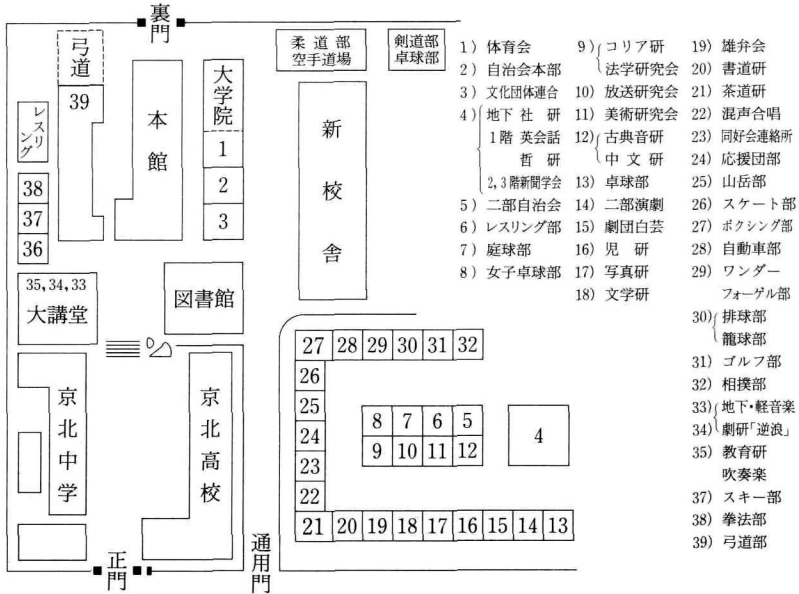 裏門
弓道
39
レスリング
38
37
36
本館
大学院
1
2
3
柔道部
空手道場
剣道部
卓球部
新校舎
35,34,33
大講堂
図書館
京北中学
京北高校
正門
通用門
27 28 29 30 31 32
26
25
24
23
22
21 20 19 18 17 16 15 14 13
8 7 6 5
9 10 11 12
4
1) 体育会
2) 自治会本部
3) 文化団体連合
4) 地下 社 研
1階 英会話
哲 研
2,3階新聞学会
5) 二部自治会
6) レスリング部
7) 庭球部
8) 女子卓球部
9) コリア研
法学研究会
10) 放送研究会
11) 美術研究会
12) 古典音研
中文研
13) 卓球部
14) 二部演劇
15) 劇団白芸
16) 児 研
17) 写真研
18) 文学研
19) 雄弁会
20) 書道研
21) 茶道研
22) 混声合唱
23) 同好会連絡所
24) 応援団部
25) 山岳部
26) スケート部
27) ボクシング部
28) 自動車部
29) ワンダー
フォーゲル部
30) 排球部
籠球部
31) ゴルフ部
32) 相撲部
33) 地下・軽音楽
34) 劇研「逆浪」
35) 教育研
吹奏楽
37) スキー部
38) 拳法部
39) 弓道部